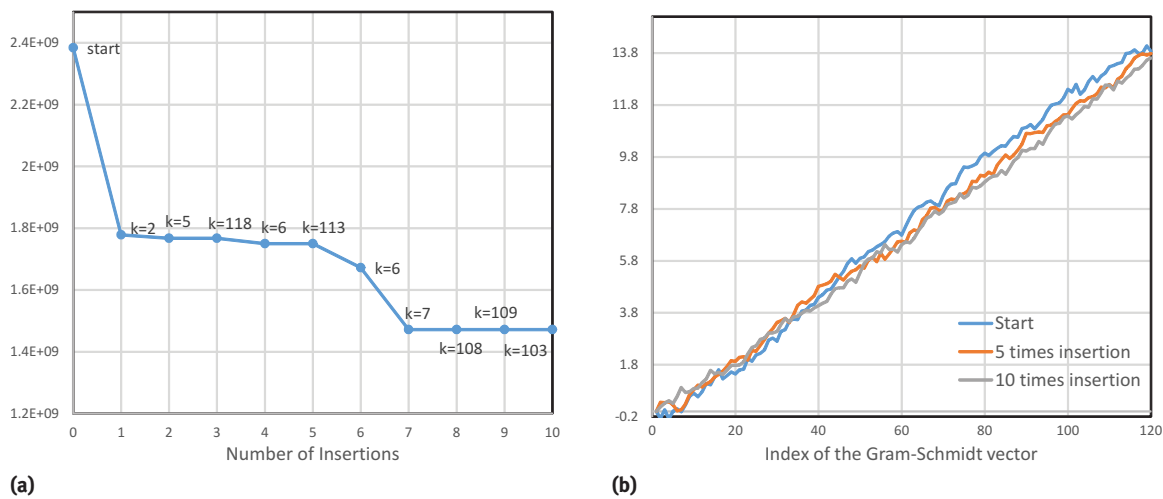 2.4E+09
2.2E+09
2E+09
1.8E+09
1.6E+09
1.4E+09
1.2E+09
start
k=2
k=5
k=118
k=6
k=113
k=6
k=7
k=108
k=109
k=103
0 1 2 3 4 5 6 7 8 9 10
Number of Insertions
(a)
13.8
11.8
9.8
7.8
5.8
3.8
1.8
-0.2
Start
5 times insertion
10 times insertion
0 20 40 60 80 100 120
Index of the Gram-Schmidt vector
(b)